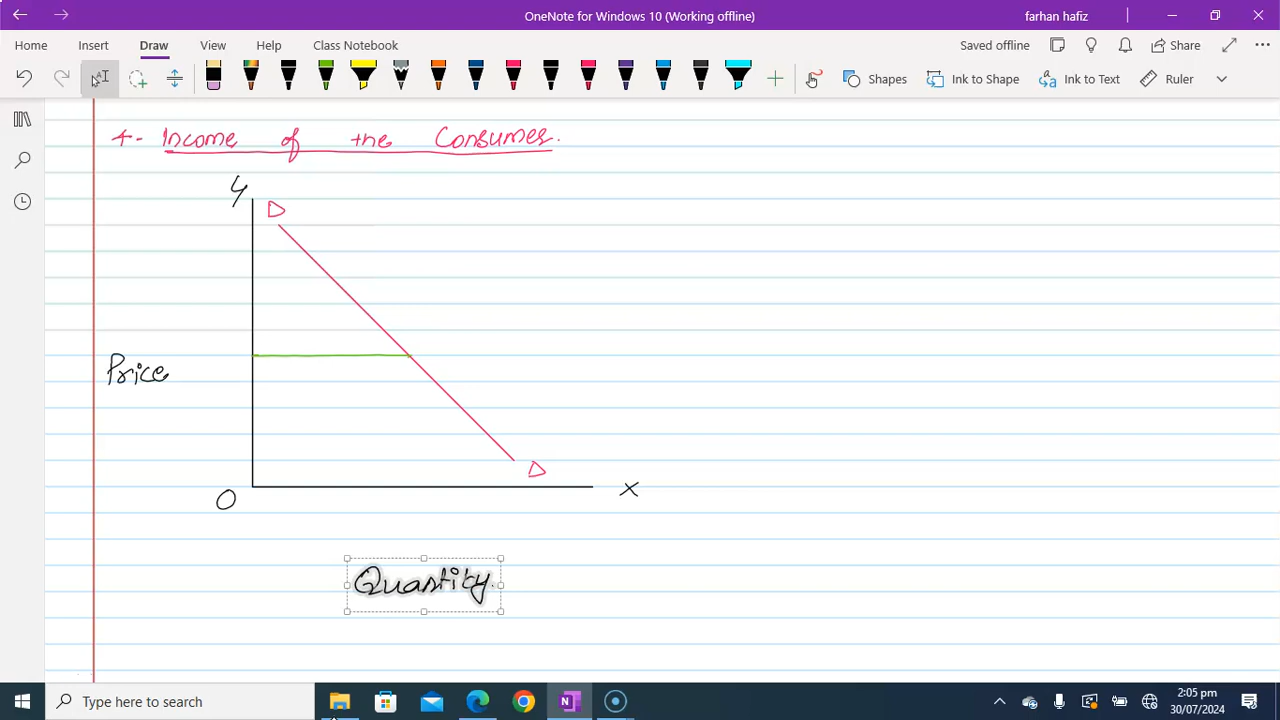 OneNote for Windows 10 (Working offline)
farhan hafiz
Home Insert Draw View Help Class Notebook
Saved offline
Share
Shapes
Ink to Shape
Ink to Text
Ruler
4- Income of the Consumes.
y
D
Price
D
O
x
Quantity.
Type here to search
2:05 pm
30/07/2024